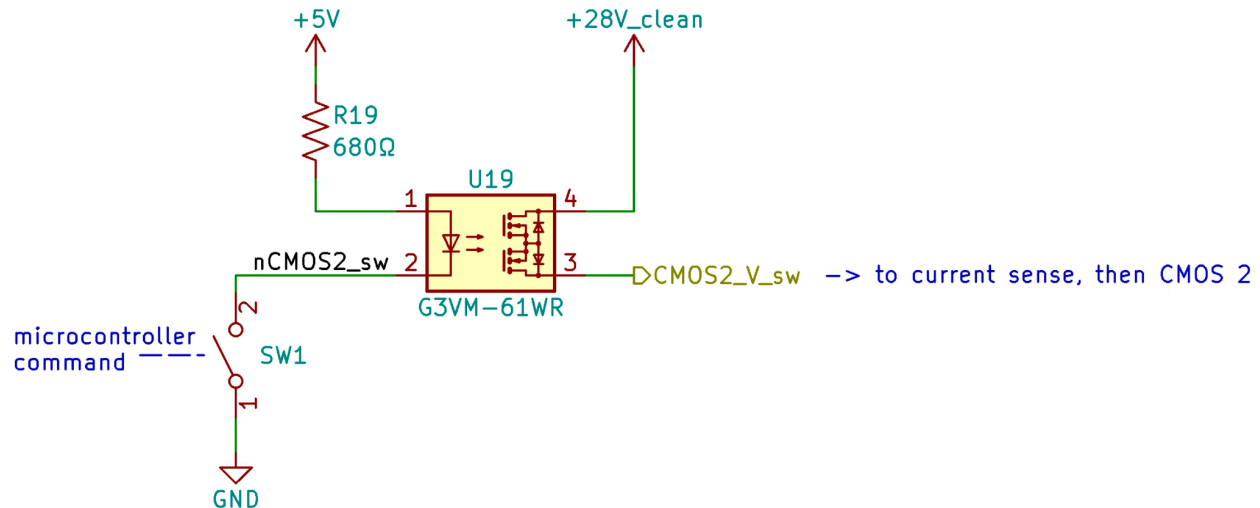 +5V
+28V_clean
R19
680Ω
U19
1
4
nCMOS2_sw
2
3
CMOS2_V_sw -> to current sense, then CMOS 2
G3VM-61WR
2
microcontroller
command
SW1
1
GND